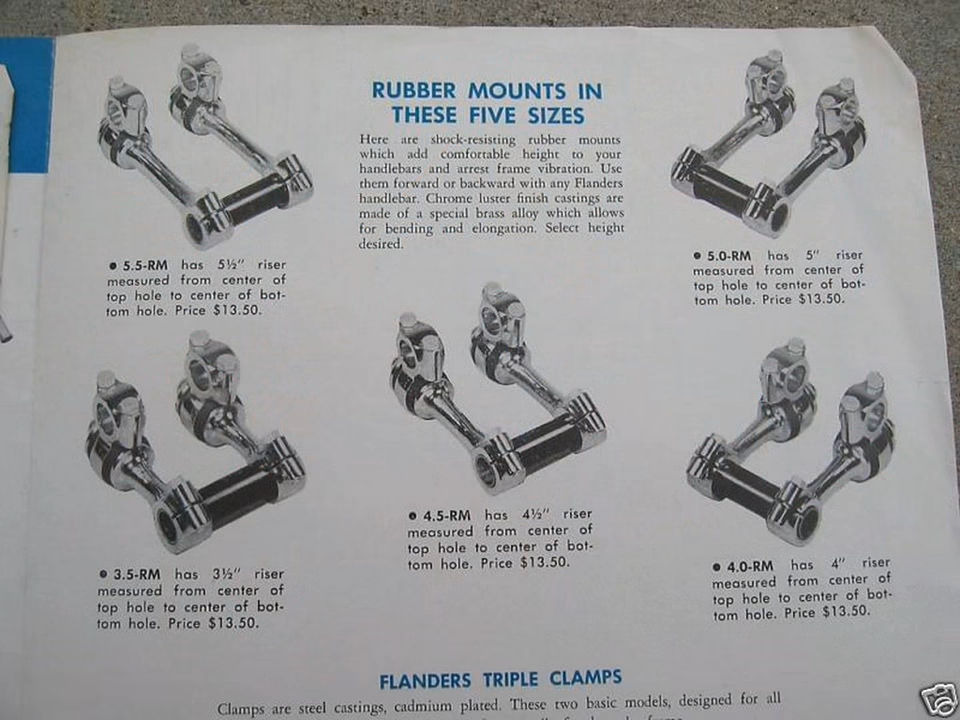 RUBBER MOUNTS IN
THESE FIVE SIZES
Here are shock-resisting rubber mounts
which add comfortable height to your
handlebars and arrest frame vibration. Use
them forward or backward with any Flanders
handlebar. Chrome luster finish castings are
made of a special brass alloy which allows
for bending and elongation. Select height
desired.
• 5.5-RM has 5½" riser
measured from center of
top hole to center of bot-
tom hole. Price $13.50.
• 5.0-RM has 5" riser
measured from center of
top hole to center of bot-
tom hole. Price $13.50.
• 3.5-RM has 3½" riser
measured from center of
top hole to center of bot-
tom hole. Price $13.50.
• 4.5-RM has 4½" riser
measured from center of
top hole to center of bot-
tom hole. Price $13.50.
• 4.0-RM has 4" riser
measured from center of
top hole to center of bot-
tom hole. Price $13.50.
FLANDERS TRIPLE CLAMPS
Clamps are steel castings, cadmium plated. These two basic models, designed for all